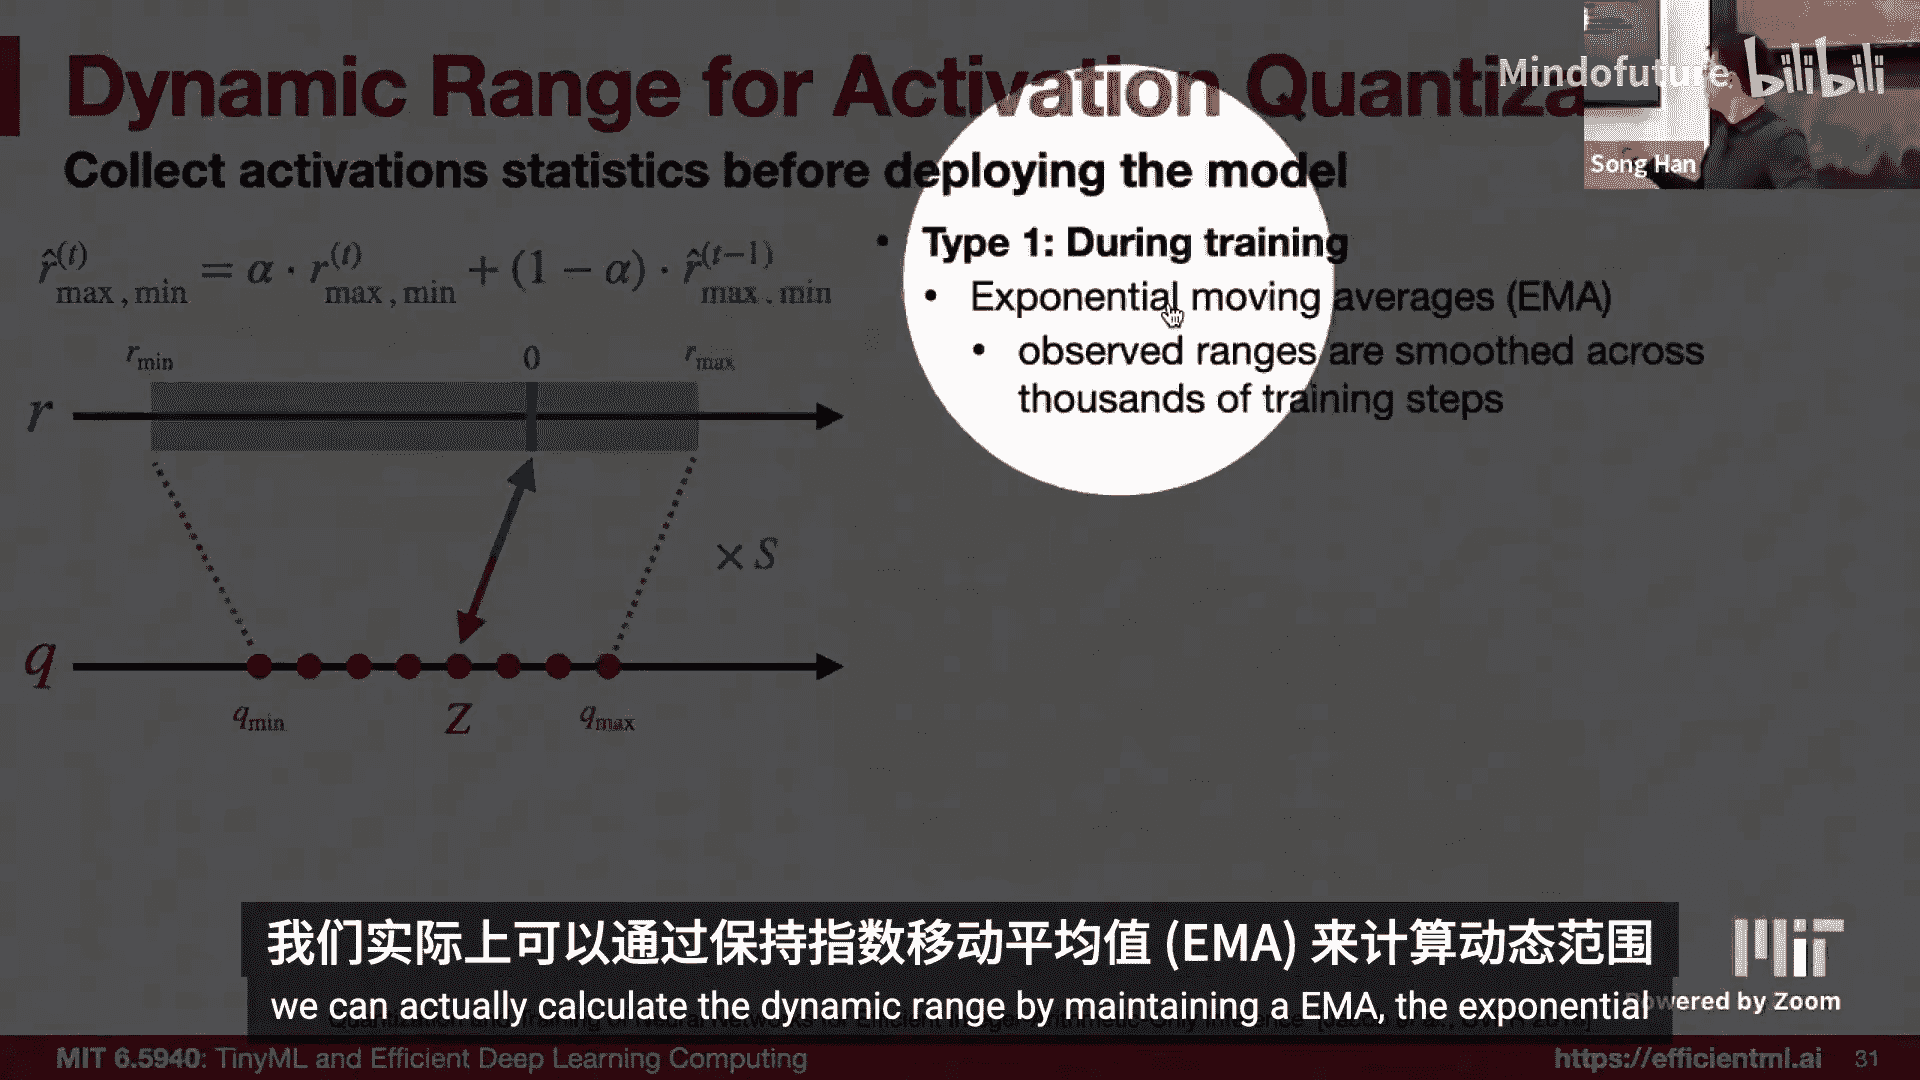 Dynamic Range for Activation Quantiza
Mindofuture bilibili
Song Han
Collect activations statistics before deploying the model
r̂^(t)_max,min = α · r^(t)_max,min + (1 − α) · r̂^(t−1)_max,min
• Type 1: During training
• Exponential moving averages (EMA)
• observed ranges are smoothed across
thousands of training steps
r_min 0 r_max
r
× S
q
q_min Z q_max
我们实际上可以通过保持指数移动平均值 (EMA) 来计算动态范围
we can actually calculate the dynamic range by maintaining a EMA, the exponential
MIT
Powered by Zoom
MIT 6.5940: TinyML and Efficient Deep Learning Computing
https://efficientml.ai 31